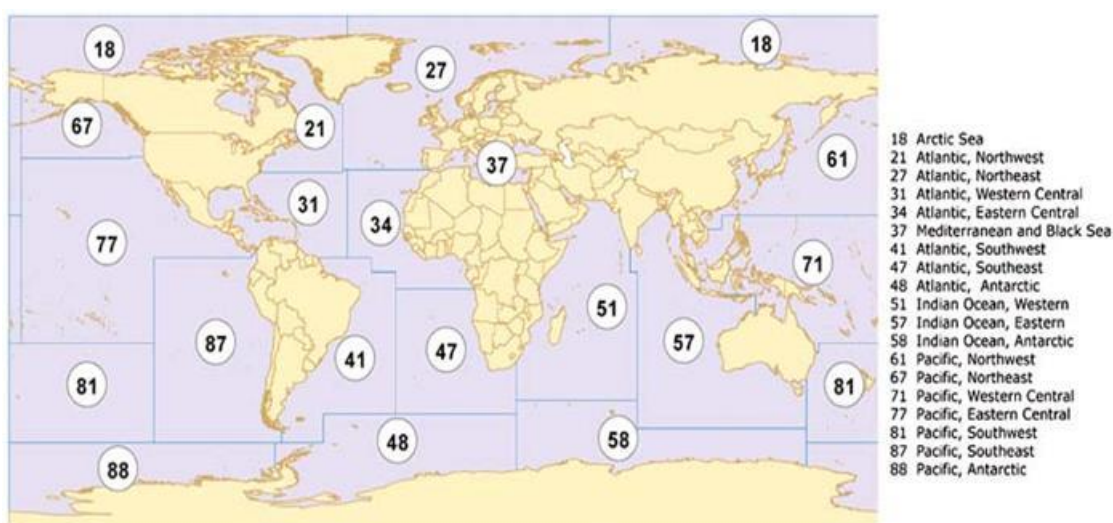 18
18
27
67
21
61
37
31
34
77
71
51
87
57
47
41
81
81
48
58
88
18 Arctic Sea
21 Atlantic, Northwest
27 Atlantic, Northeast
31 Atlantic, Western Central
34 Atlantic, Eastern Central
37 Mediterranean and Black Sea
41 Atlantic, Southwest
47 Atlantic, Southeast
48 Atlantic, Antarctic
51 Indian Ocean, Western
57 Indian Ocean, Eastern
58 Indian Ocean, Antarctic
61 Pacific, Northwest
67 Pacific, Northeast
71 Pacific, Western Central
77 Pacific, Eastern Central
81 Pacific, Southwest
87 Pacific, Southeast
88 Pacific, Antarctic